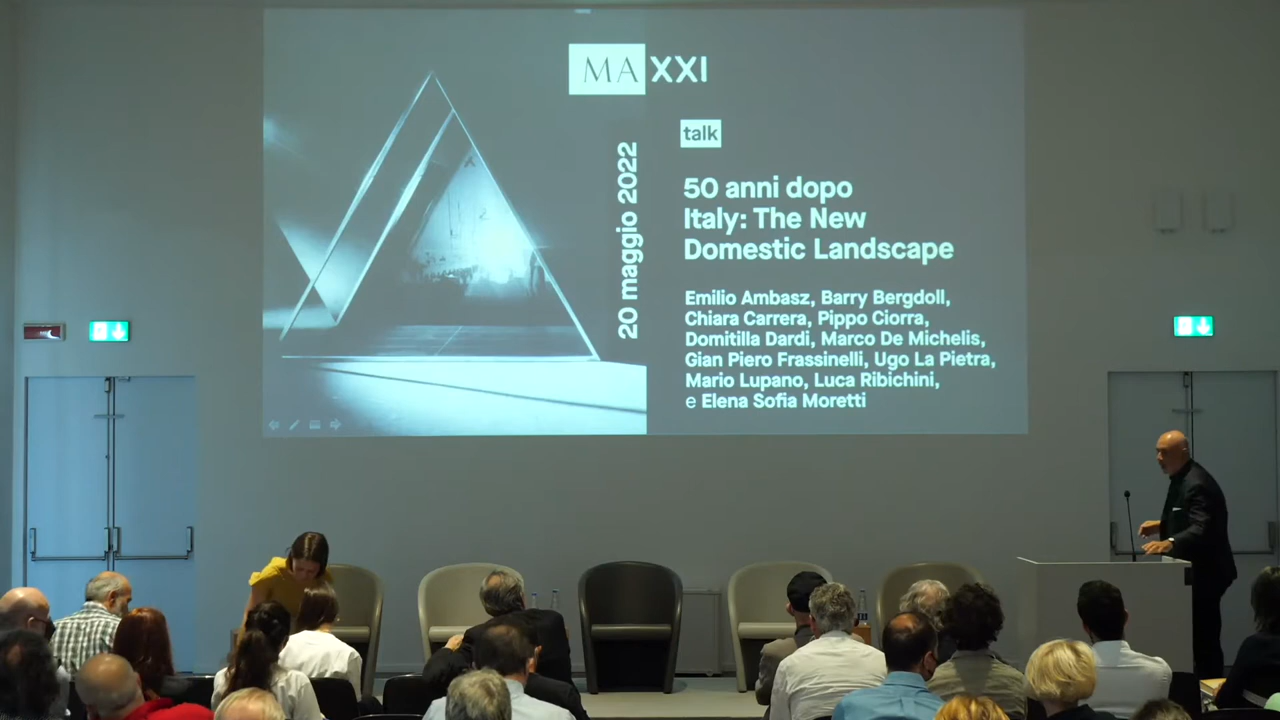 MAXXI
talk
20 maggio 2022
50 anni dopo
Italy: The New
Domestic Landscape
Emilio Ambasz, Barry Bergdoll,
Chiara Carrera, Pippo Ciorra,
Domitilla Dardi, Marco De Michelis,
Gian Piero Frassinelli, Ugo La Pietra,
Mario Lupano, Luca Ribichini,
e Elena Sofia Moretti